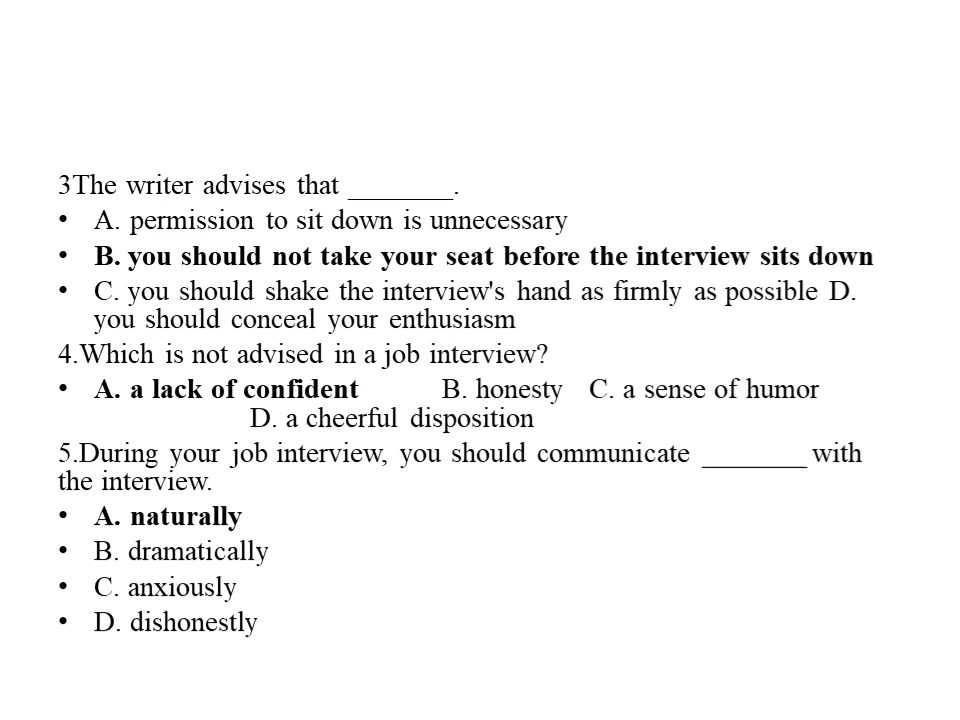 3The writer advises that _______.
• A. permission to sit down is unnecessary
• B. you should not take your seat before the interview sits down
• C. you should shake the interview's hand as firmly as possible D.
you should conceal your enthusiasm
4.Which is not advised in a job interview?
• A. a lack of confident B. honesty C. a sense of humor
D. a cheerful disposition
5.During your job interview, you should communicate _______ with
the interview.
• A. naturally
• B. dramatically
• C. anxiously
• D. dishonestly